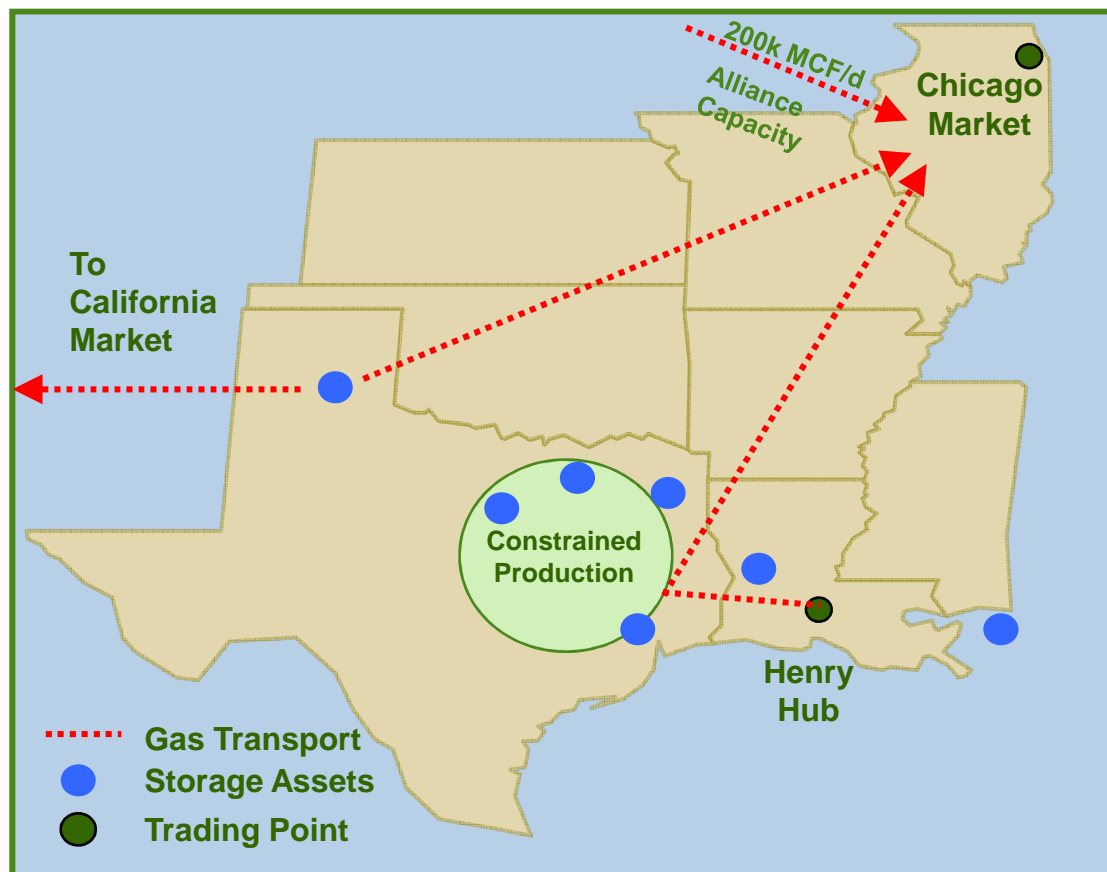 200k MCF/d
Alliance
Capacity
Chicago
Market
To
California
Market
Constrained
Production
Henry
Hub
Gas Transport
Storage Assets
Trading Point